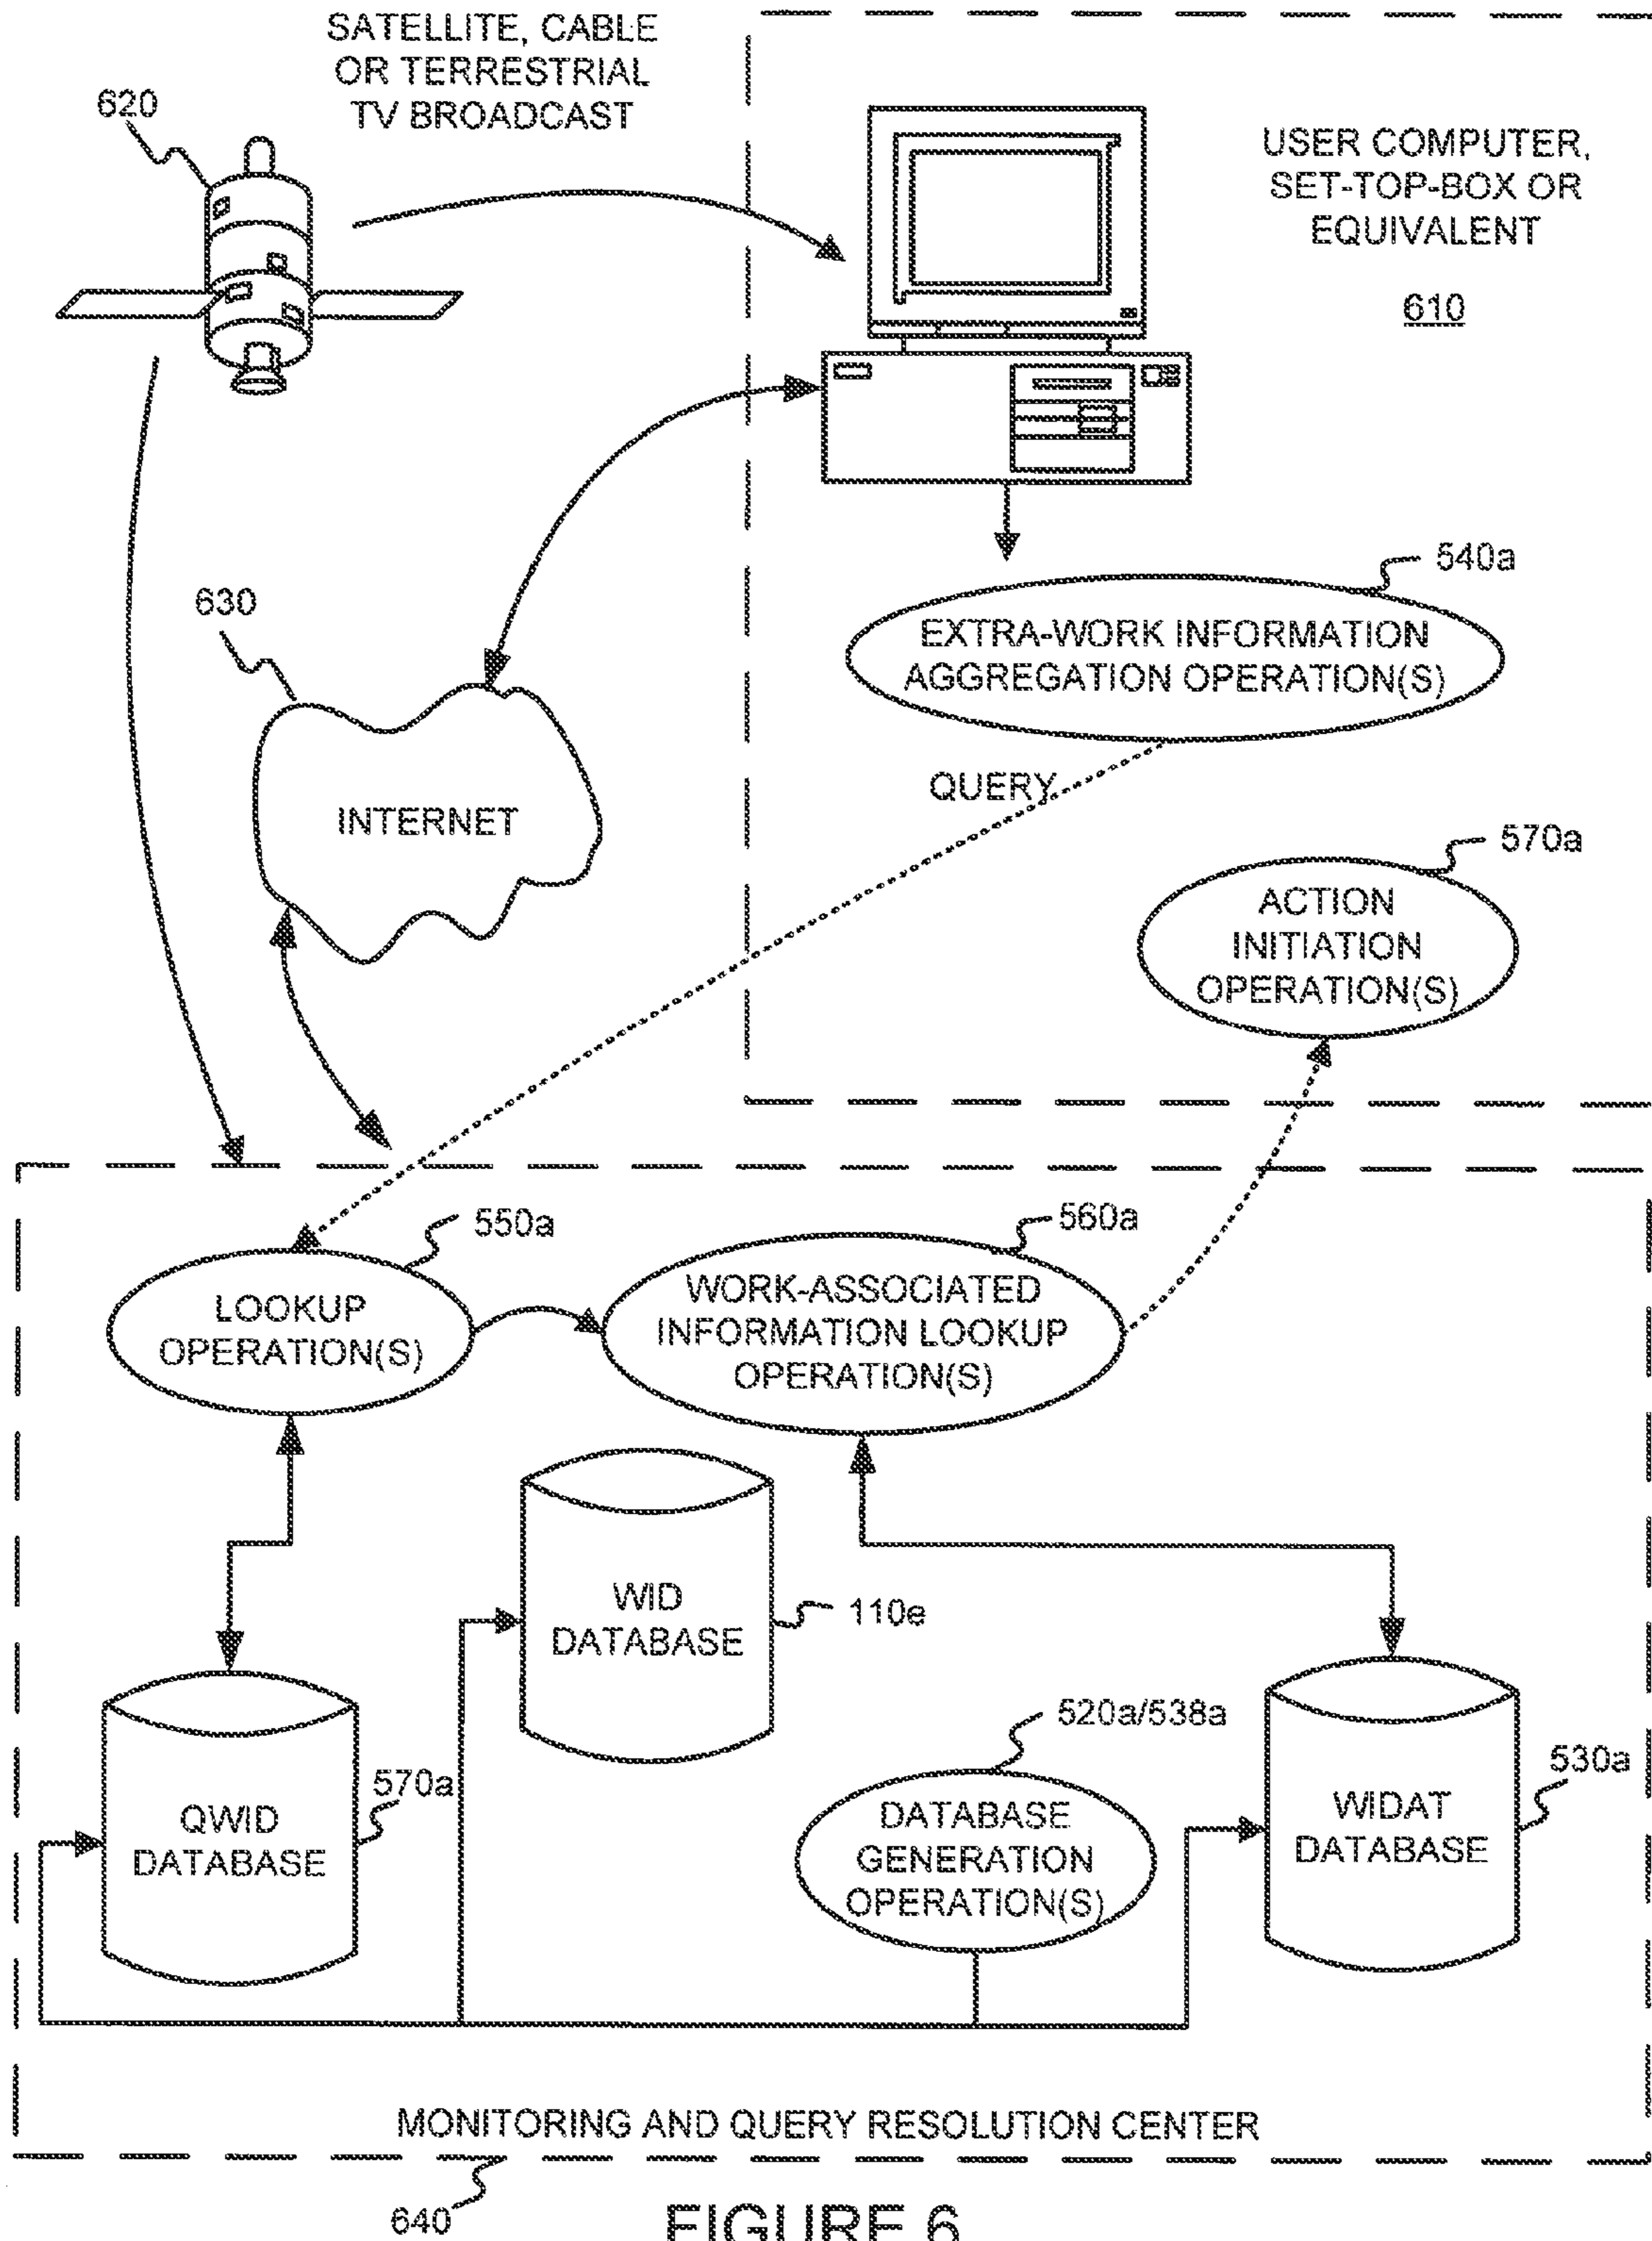 SATELLITE, CABLE
OR TERRESTRIAL
TV BROADCAST
620
USER COMPUTER,
SET-TOP-BOX OR
EQUIVALENT
610
540a
EXTRA-WORK INFORMATION
AGGREGATION OPERATION(S)
630
INTERNET
QUERY
570a
ACTION
INITIATION
OPERATION(S)
550a
LOOKUP
OPERATION(S)
560a
WORK-ASSOCIATED
INFORMATION LOOKUP
OPERATION(S)
WID
DATABASE
110e
QWID
DATABASE
570a
520a/538a
DATABASE
GENERATION
OPERATION(S)
WIDAT
DATABASE
530a
MONITORING AND QUERY RESOLUTION CENTER
640
FIGURE 6